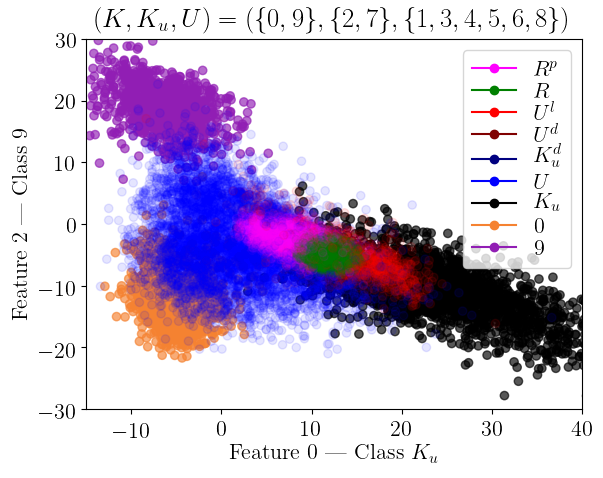 (K, K_u, U) = ({0, 9}, {2, 7}, {1, 3, 4, 5, 6, 8})
30
20
10
0
−10
−20
−30
Feature 2 — Class 9
−10
0
10
20
30
40
Feature 0 — Class K_u
R^p
R
U^l
U^d
K_u^d
U
K_u
0
9